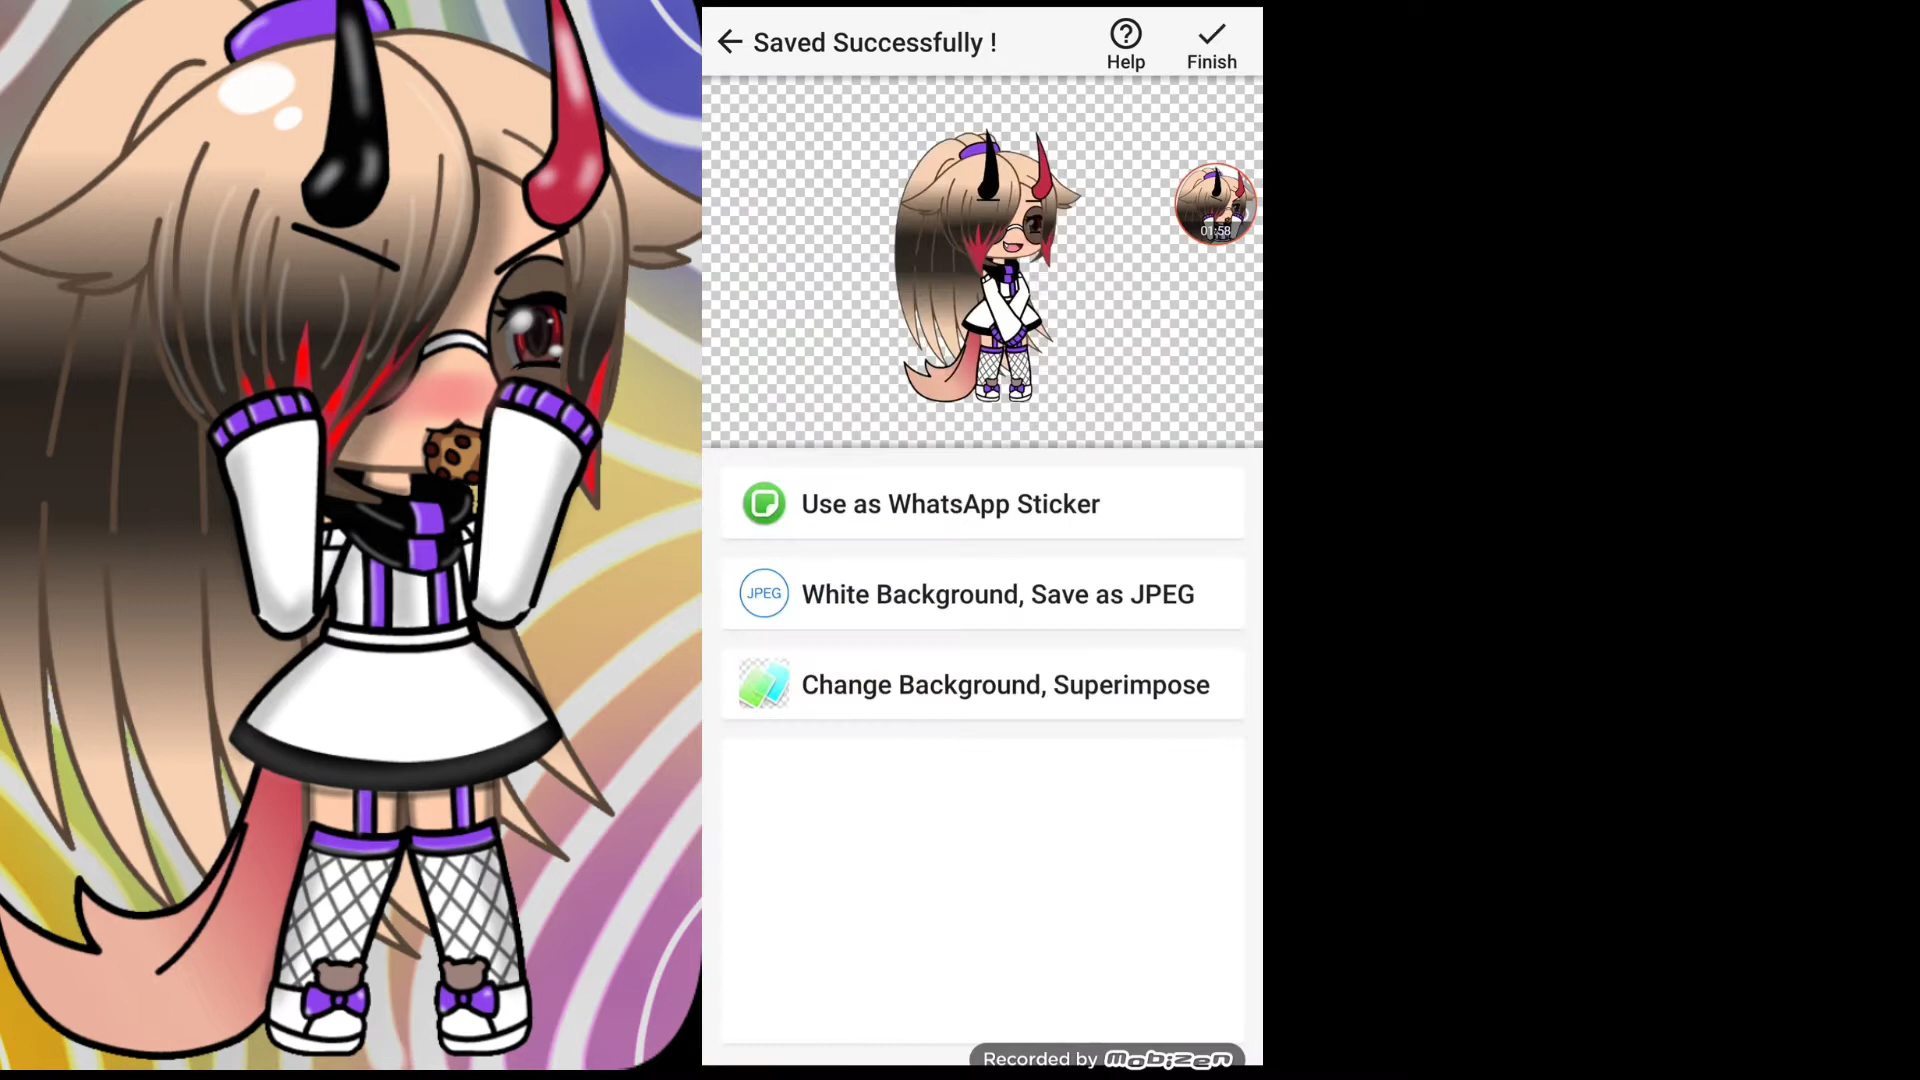 Saved Successfully !
Help
Finish
01:58
Use as WhatsApp Sticker
JPEG
White Background, Save as JPEG
Change Background, Superimpose
Recorded by mobizen